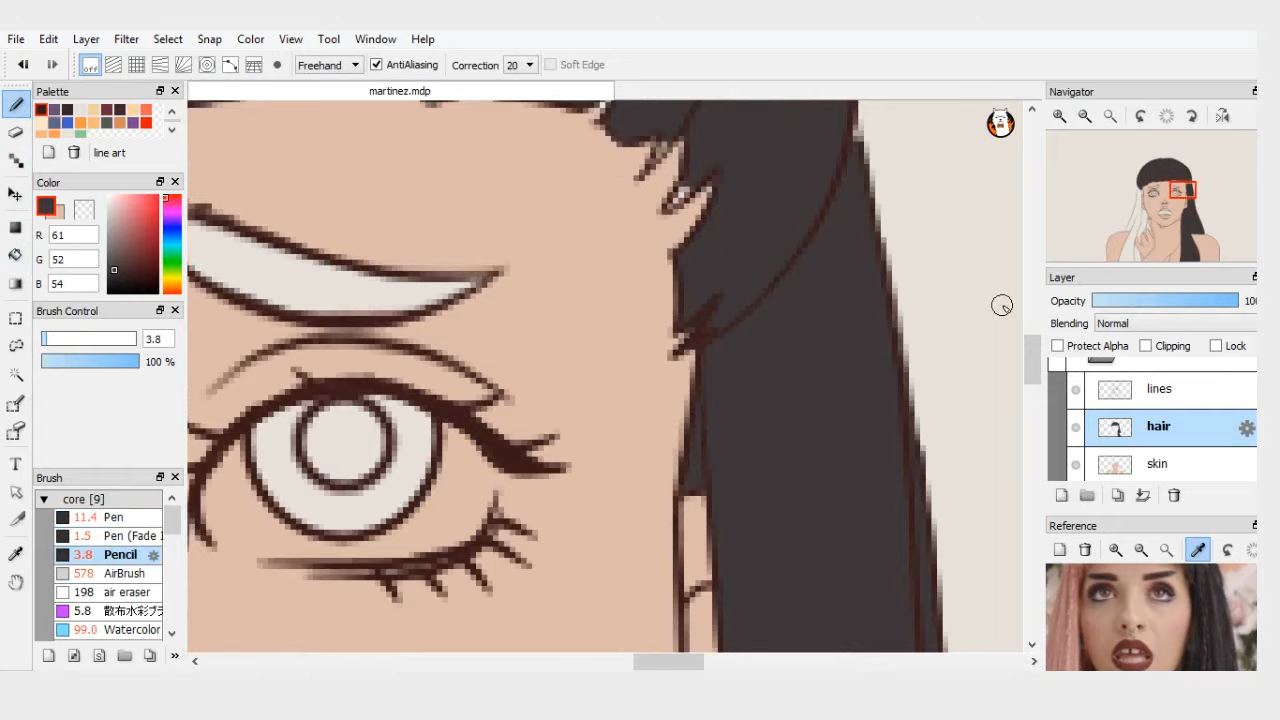 File Edit Layer Filter Select Snap Color View Tool Window Help
off Freehand AntiAliasing Correction 20 Soft Edge
Palette
martinez.mdp
Navigator
line art
Color
R 61
G 52
B 54
Layer
Opacity 100
Blending Normal
Protect Alpha Clipping Lock
Brush Control
3.8
100 %
lines
hair
skin
Brush
core [9]
11.4 Pen
1.5 Pen (Fade I
3.8 Pencil
578 AirBrush
198 air eraser
5.8 散布水彩ブラ
99.0 Watercolor
Reference